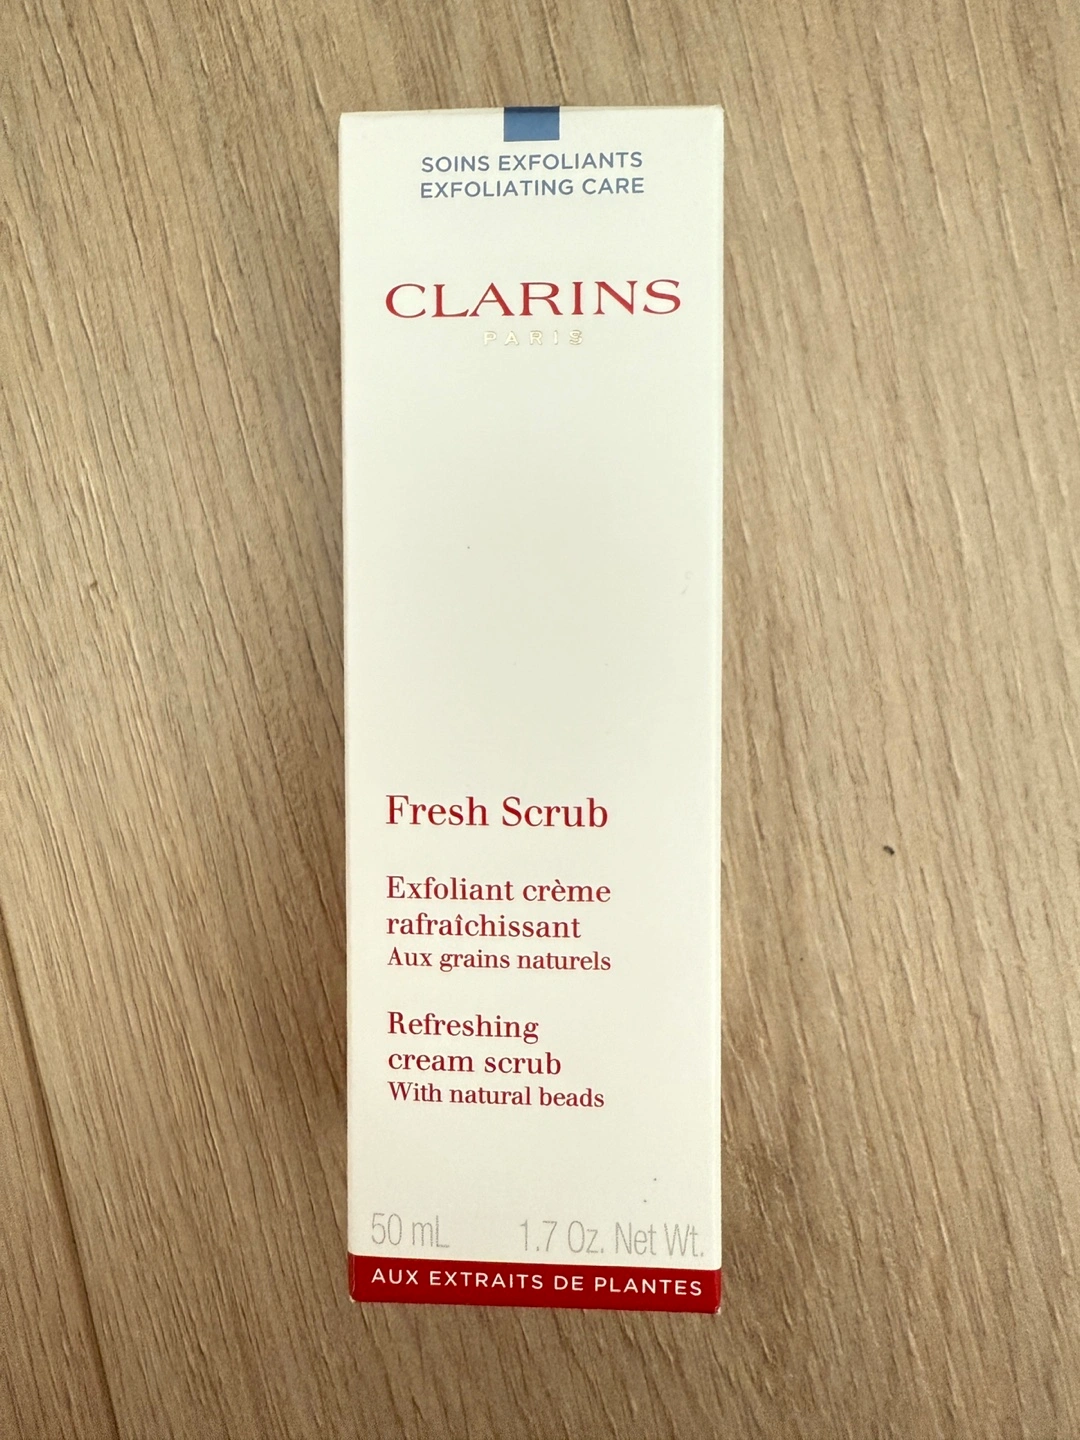 SOINS EXFOLIANTS
EXFOLIATING CARE
CLARINS
PARIS
Fresh Scrub
Exfoliant crème
rafraîchissant
Aux grains naturels
Refreshing
cream scrub
With natural beads
50 mL 1.7 Oz. Net Wt.
AUX EXTRAITS DE PLANTES